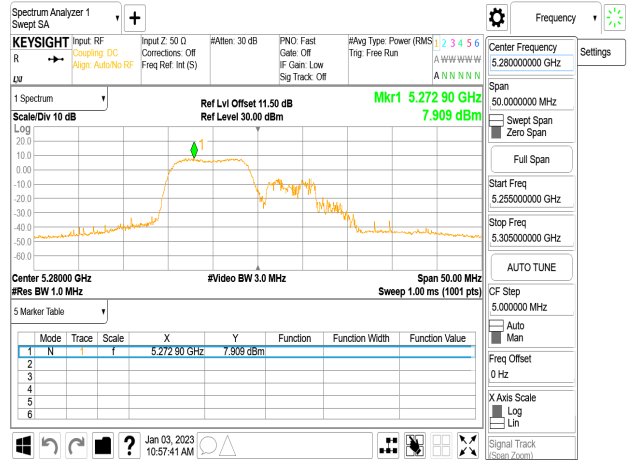 Spectrum Analyzer 1
Swept SA
Frequency
KEYSIGHT
R
LNI
Input: RF
Coupling: DC
Align: Auto/No RF
Input Z: 50 Ω
Corrections: Off
Freq Ref: Int (S)
#Atten: 30 dB
PNO: Fast
Gate: Off
IF Gain: Low
Sig Track: Off
#Avg Type: Power (RMS
Trig: Free Run
1 2 3 4 5 6
A W W W W W
A N N N N N
1 Spectrum
Scale/Div 10 dB
Ref Lvl Offset 11.50 dB
Ref Level 30.00 dBm
Mkr1 5.272 90 GHz
7.909 dBm
Log
1
20.0
10.0
0.00
-10.0
-20.0
-30.0
-40.0
-50.0
-60.0
Center 5.28000 GHz
#Res BW 1.0 MHz
#Video BW 3.0 MHz
Span 50.00 MHz
Sweep 1.00 ms (1001 pts)
5 Marker Table
Mode Trace Scale X Y Function Function Width Function Value
1 N 1 f 5.272 90 GHz 7.909 dBm
2
3
4
5
6
?
Jan 03, 2023
10:57:41 AM
Center Frequency
5.280000000 GHz
Settings
Span
50.0000000 MHz
Swept Span
Zero Span
Full Span
Start Freq
5.255000000 GHz
Stop Freq
5.305000000 GHz
AUTO TUNE
CF Step
5.000000 MHz
Auto
Man
Freq Offset
0 Hz
X Axis Scale
Log
Lin
Signal Track
(Span Zoom)